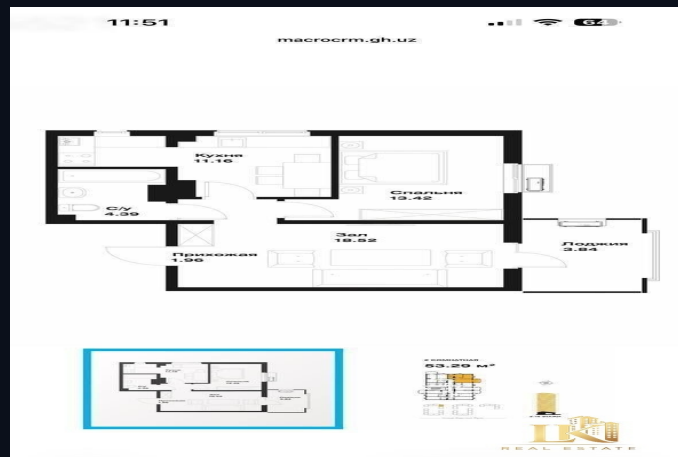 11:51
64
macrocrm.gh.uz
Кухня
11.16
Спальня
13.42
С/у
4.39
Зал
18.52
Прихожая
1.96
Лоджия
3.84
53.29 м²
REAL ESTATE